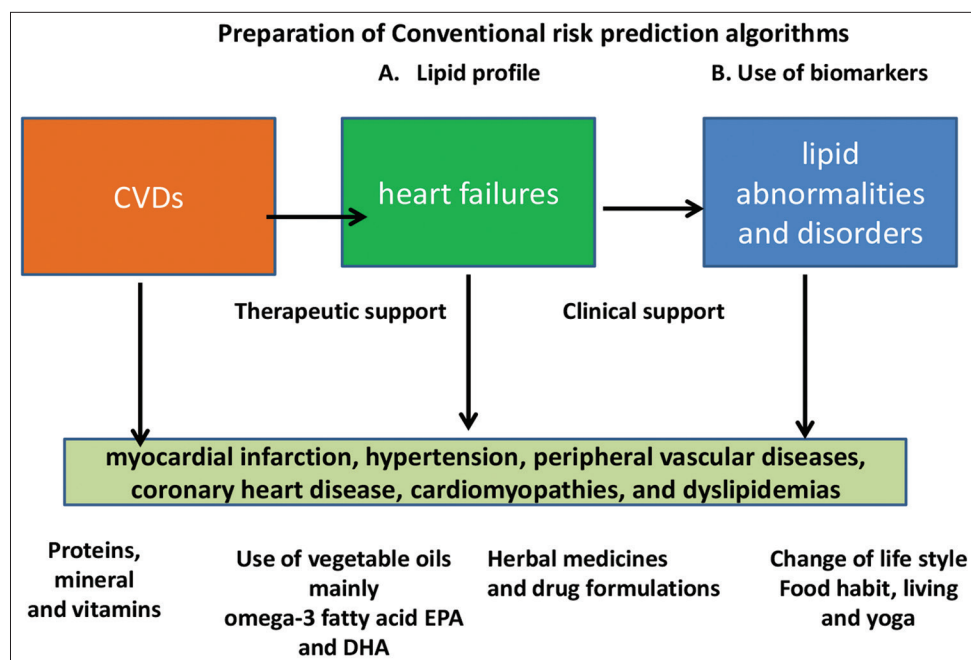 Preparation of Conventional risk prediction algorithms
A. Lipid profile
B. Use of biomarkers
CVDs
heart failures
lipid
abnormalities
and disorders
Therapeutic support
Clinical support
myocardial infarction, hypertension, peripheral vascular diseases,
coronary heart disease, cardiomyopathies, and dyslipidemias
Proteins,
mineral
and vitamins
Use of vegetable oils
mainly
omega-3 fatty acid EPA
and DHA
Herbal medicines
and drug formulations
Change of life style
Food habit, living
and yoga